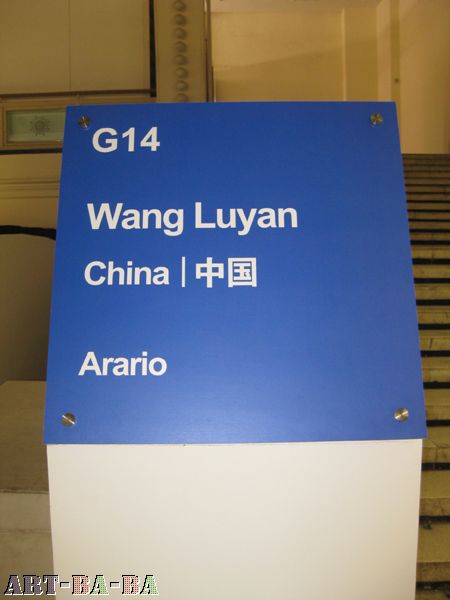 G14
Wang Luyan
China | 中国
Arario
ART-BA-BA